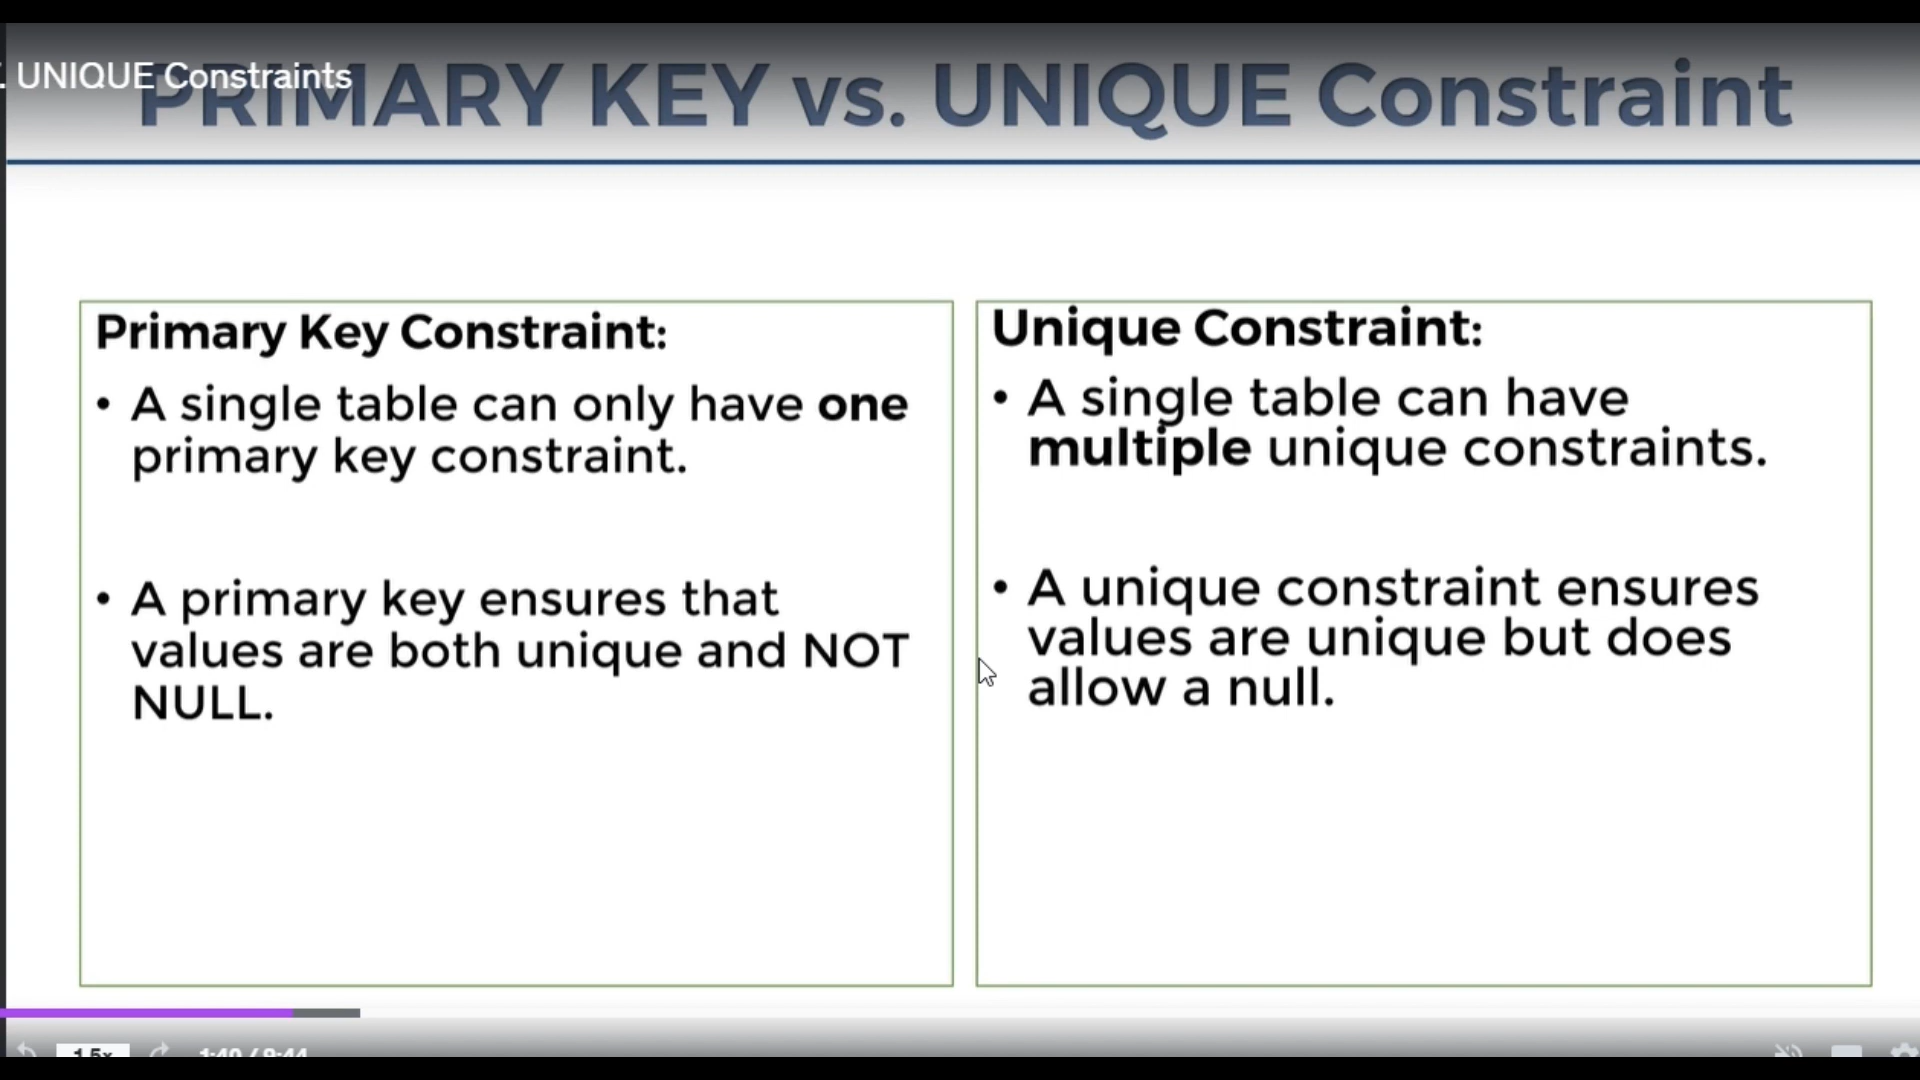 . UNIQUE Constraints
PRIMARY KEY vs. UNIQUE Constraint
Primary Key Constraint:
• A single table can only have one
primary key constraint.
• A primary key ensures that
values are both unique and NOT
NULL.
Unique Constraint:
• A single table can have
multiple unique constraints.
• A unique constraint ensures
values are unique but does
allow a null.
1.5x